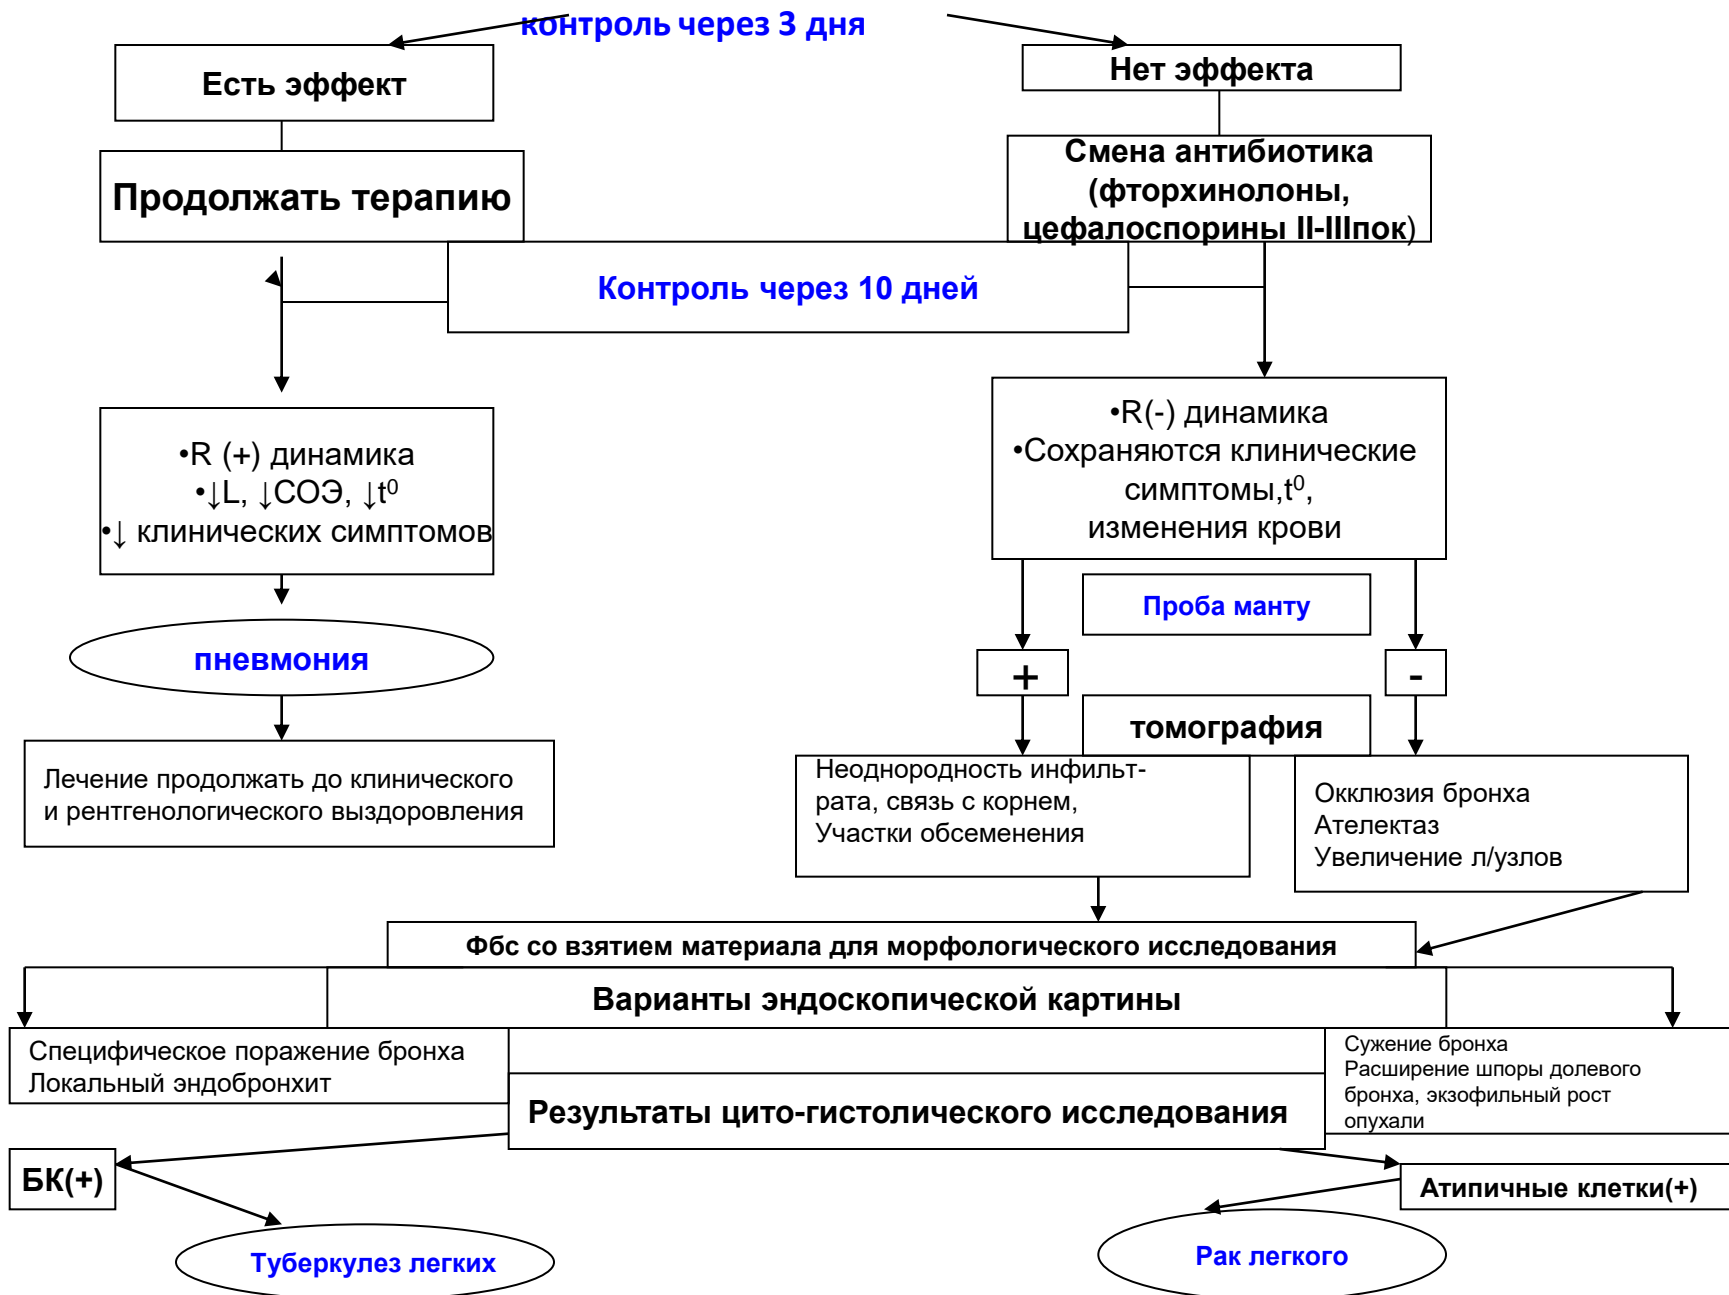 контроль через 3 дня
Есть эффект
Нет эффекта
Продолжать терапию
Смена антибиотика
(фторхинолоны,
цефалоспорины II-IIIпок)
Контроль через 10 дней
•R (+) динамика
•↓L, ↓СОЭ, ↓t⁰
•↓ клинических симптомов
•R(-) динамика
•Сохраняются клинические
симптомы,t⁰,
изменения крови
Проба манту
пневмония
+
-
томография
Лечение продолжать до клинического
и рентгенологического выздоровления
Неоднородность инфильт-
рата, связь с корнем,
Участки обсеменения
Окклюзия бронха
Ателектаз
Увеличение л/узлов
Фбс со взятием материала для морфологического исследования
Варианты эндоскопической картины
Специфическое поражение бронха
Локальный эндобронхит
Сужение бронха
Расширение шпоры долевого
бронха, экзофильный рост
опухали
Результаты цито-гистолического исследования
БК(+)
Атипичные клетки(+)
Туберкулез легких
Рак легкого